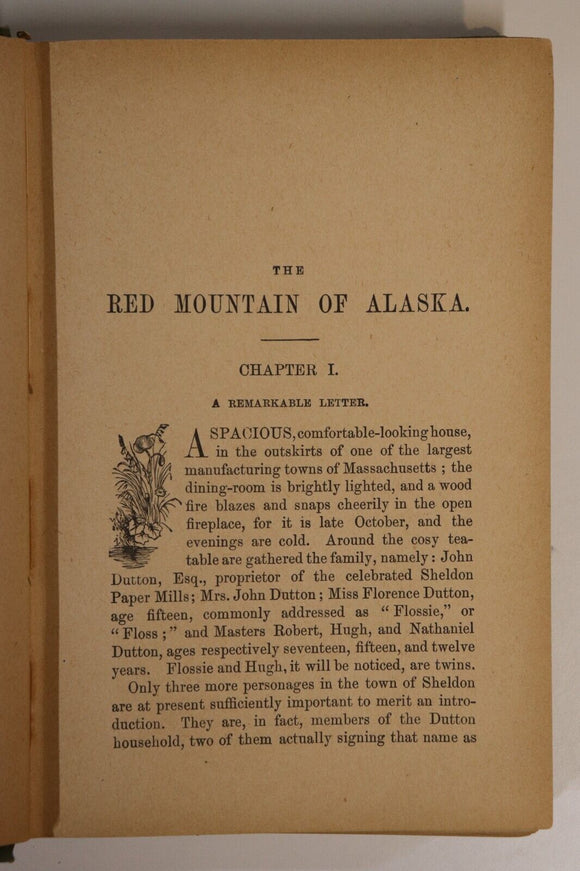 THE
RED MOUNTAIN OF ALASKA.
CHAPTER I.
A REMARKABLE LETTER.
A SPACIOUS, comfortable-looking house,
in the outskirts of one of the largest
manufacturing towns of Massachusetts ; the
dining-room is brightly lighted, and a wood
fire blazes and snaps cheerily in the open
fireplace, for it is late October, and the
evenings are cold. Around the cosy tea-
table are gathered the family, namely : John
Dutton, Esq., proprietor of the celebrated Sheldon
Paper Mills ; Mrs. John Dutton ; Miss Florence Dutton,
age fifteen, commonly addressed as “ Flossie,” or
“ Floss ; ” and Masters Robert, Hugh, and Nathaniel
Dutton, ages respectively seventeen, fifteen, and twelve
years. Flossie and Hugh, it will be noticed, are twins.
Only three more personages in the town of Sheldon
are at present sufficiently important to merit an intro-
duction. They are, in fact, members of the Dutton
household, two of them actually signing that name as